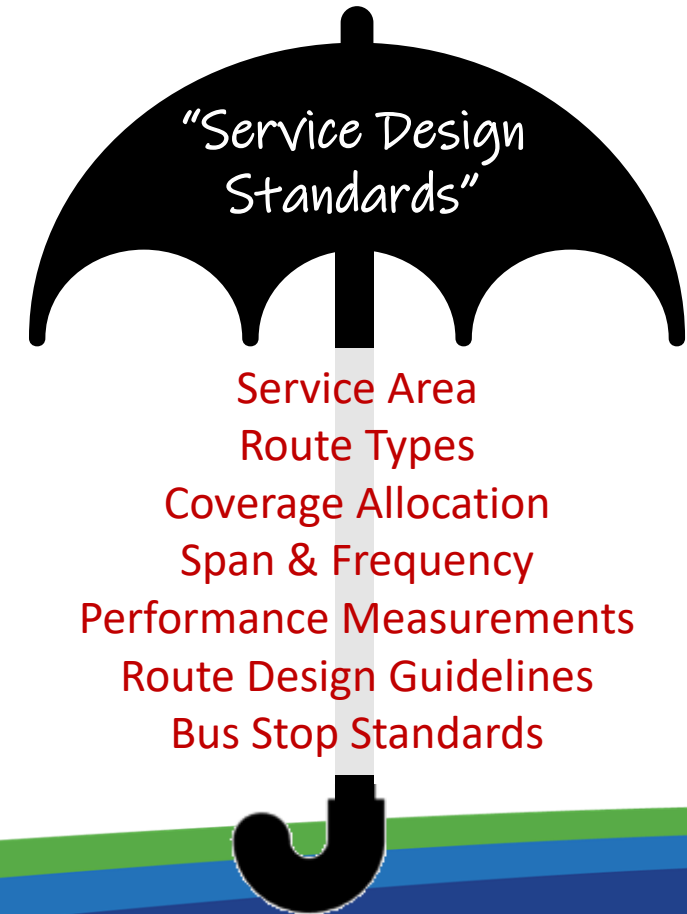 “Service Design
Standards”
Service Area
Route Types
Coverage Allocation
Span & Frequency
Performance Measurements
Route Design Guidelines
Bus Stop Standards